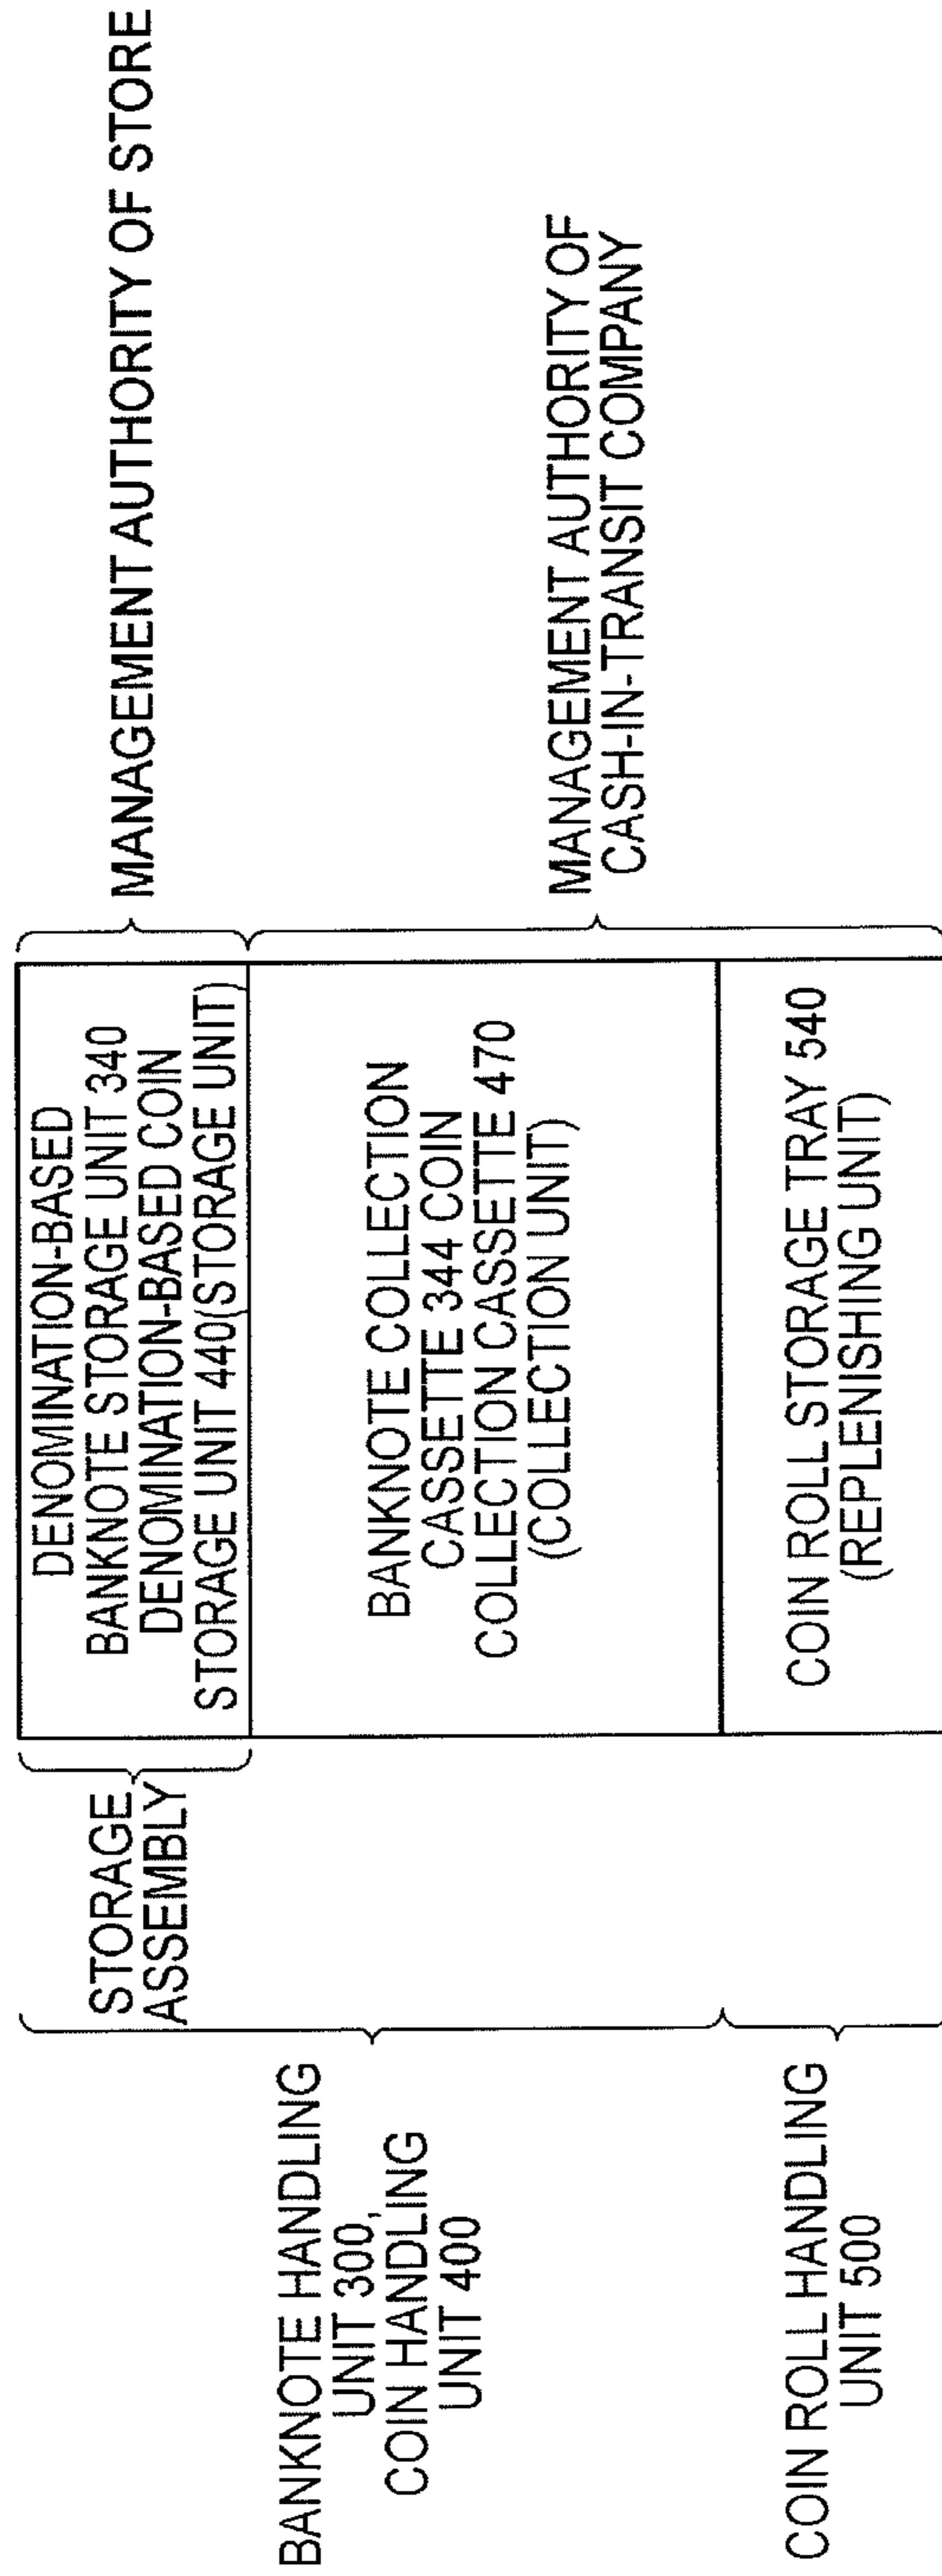 BANKNOTE HANDLING
UNIT 300,
COIN HANDLING
UNIT 400
COIN ROLL HANDLING
UNIT 500
STORAGE
ASSEMBLY
DENOMINATION-BASED
BANKNOTE STORAGE UNIT 340
DENOMINATION-BASED COIN
STORAGE UNIT 440(STORAGE UNIT)
BANKNOTE COLLECTION
CASSETTE 344 COIN
COLLECTION CASSETTE 470
(COLLECTION UNIT)
COIN ROLL STORAGE TRAY 540
(REPLENISHING UNIT)
MANAGEMENT AUTHORITY OF STORE
MANAGEMENT AUTHORITY OF
CASH-IN-TRANSIT COMPANY